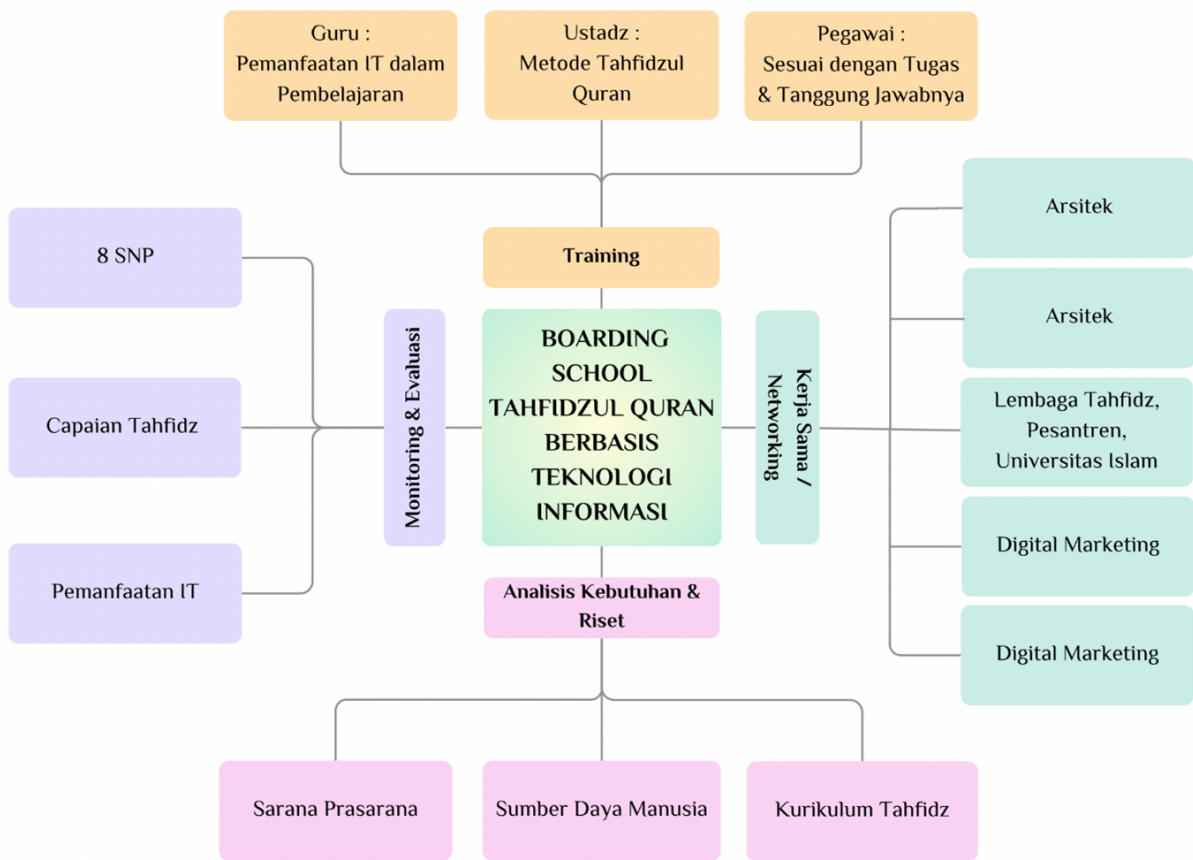 Guru :
Pemanfaatan IT dalam
Pembelajaran
Ustadz :
Metode Tahfidzul
Quran
Pegawai :
Sesuai dengan Tugas
& Tanggung Jawabnya
Training
8 SNP
Capaian Tahfidz
Pemanfaatan IT
Monitoring & Evaluasi
BOARDING
SCHOOL
TAHFIDZUL QURAN
BERBASIS
TEKNOLOGI
INFORMASI
Kerja Sama /
Networking
Arsitek
Arsitek
Lembaga Tahfidz,
Pesantren,
Universitas Islam
Digital Marketing
Digital Marketing
Analisis Kebutuhan &
Riset
Sarana Prasarana
Sumber Daya Manusia
Kurikulum Tahfidz